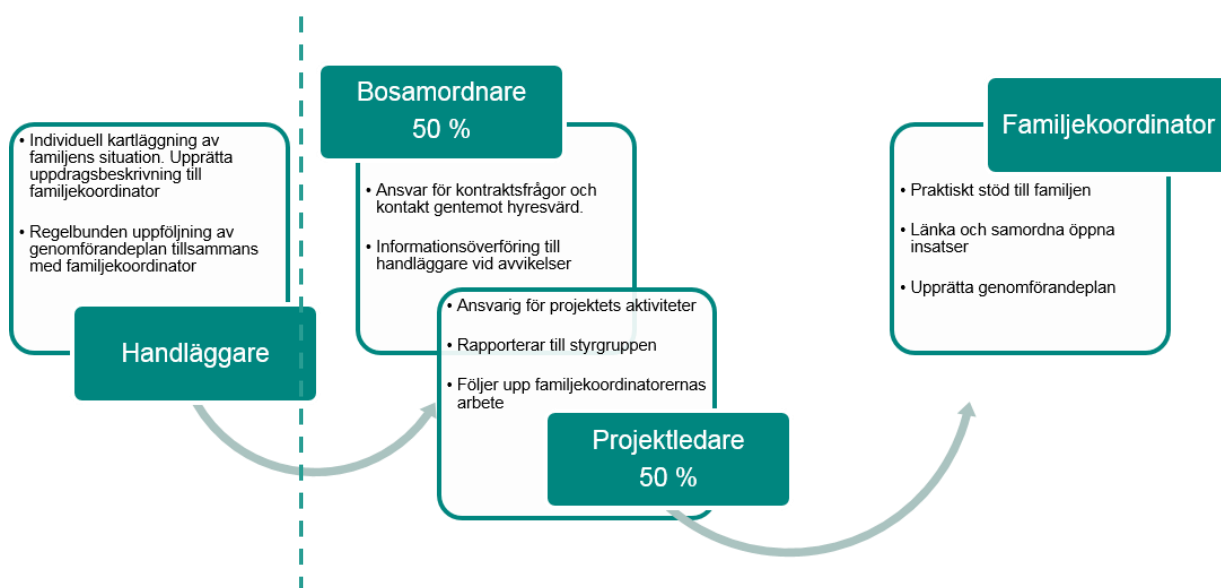 • Individuell kartläggning av
familjens situation. Upprätta
uppdragsbeskrivning till
familjekoordinator
• Regelbunden uppföljning av
genomförandeplan tillsammans
med familjekoordinator
Handläggare
Bosamordnare
50 %
• Ansvar för kontraktsfrågor och
kontakt gentemot hyresvärd.
• Informationsöverföring till
handläggare vid avvikelser
• Ansvarig för projektets aktiviteter
• Rapporterar till styrgruppen
• Följer upp familjekoordinatorernas
arbete
Projektledare
50 %
Familjekoordinator
• Praktiskt stöd till familjen
• Länka och samordna öppna
insatser
• Upprätta genomförandeplan